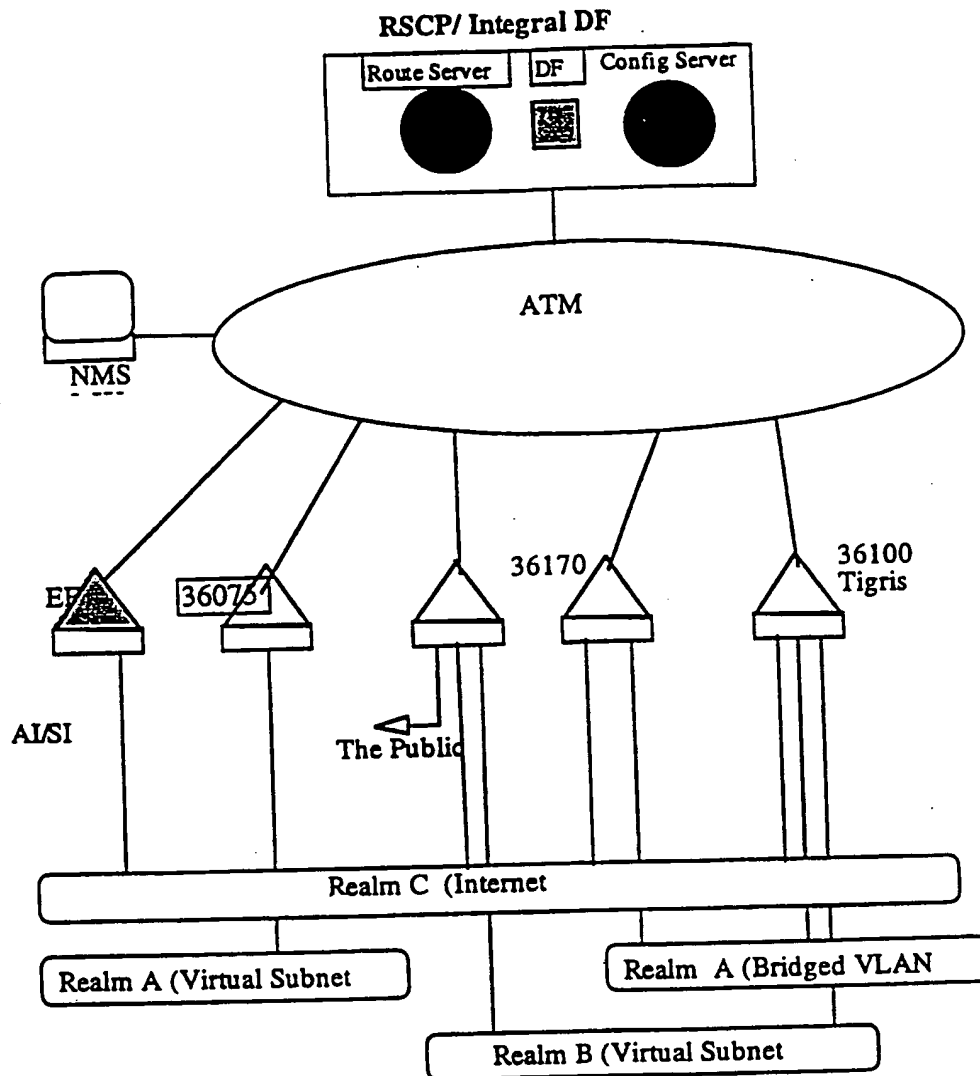 RSCP/ Integral DF
Route Server
DF
Config Server
ATM
NMS
36170
36100
Tigris
36075
AI/SI
The Public
Realm C (Internet
Realm A (Virtual Subnet
Realm A (Bridged VLAN
Realm B (Virtual Subnet